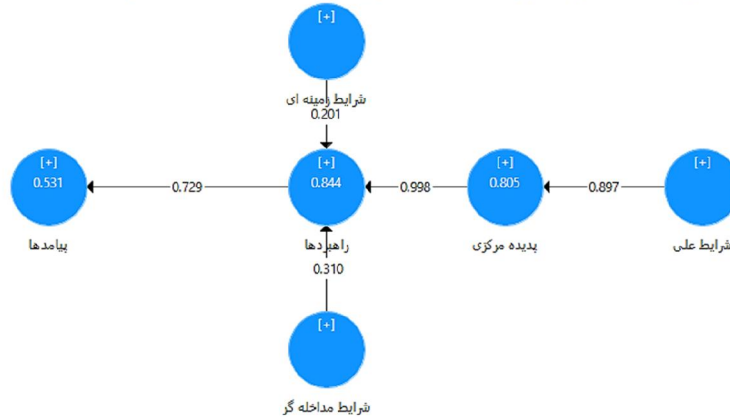 [+]
شرایط زمینه ای
0.201
[+]
0.531
پیامدها
0.729
[+]
0.844
راهبردها
0.998
[+]
0.805
پدیده مرکزی
0.897
[+]
شرایط علی
0.310
[+]
شرایط مداخله گر